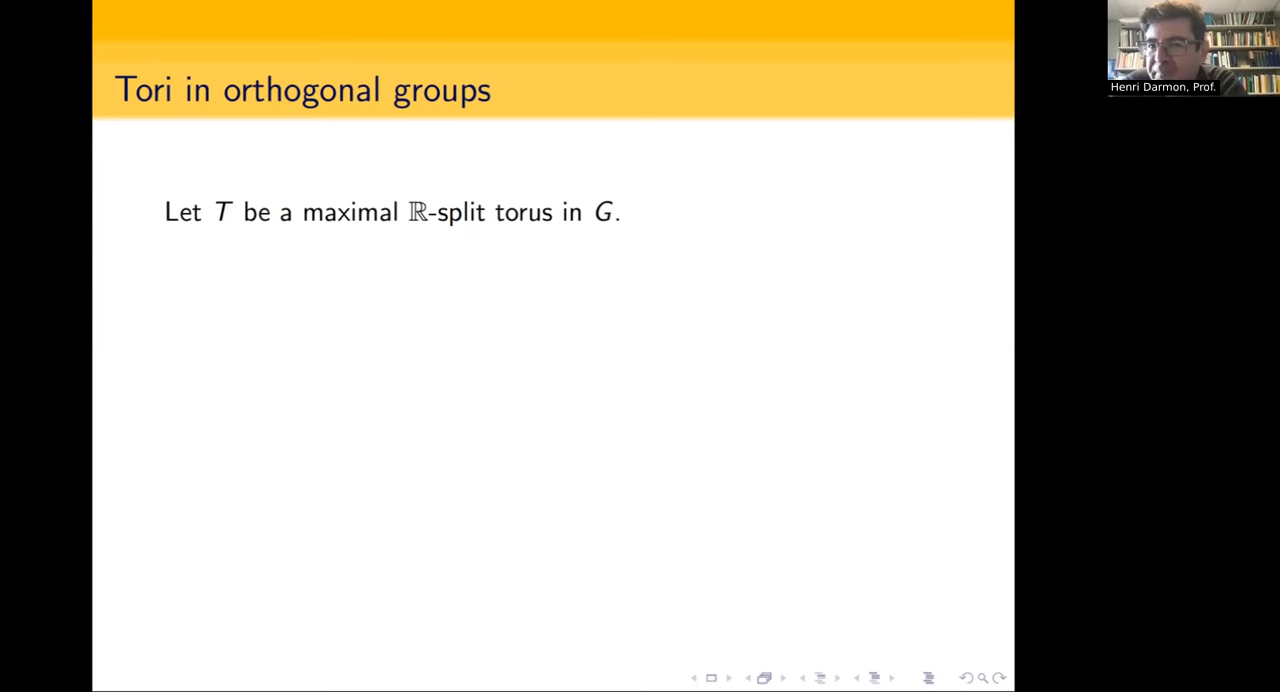 Tori in orthogonal groups
Henri Darmon, Prof.
Let T be a maximal ℝ-split torus in G.